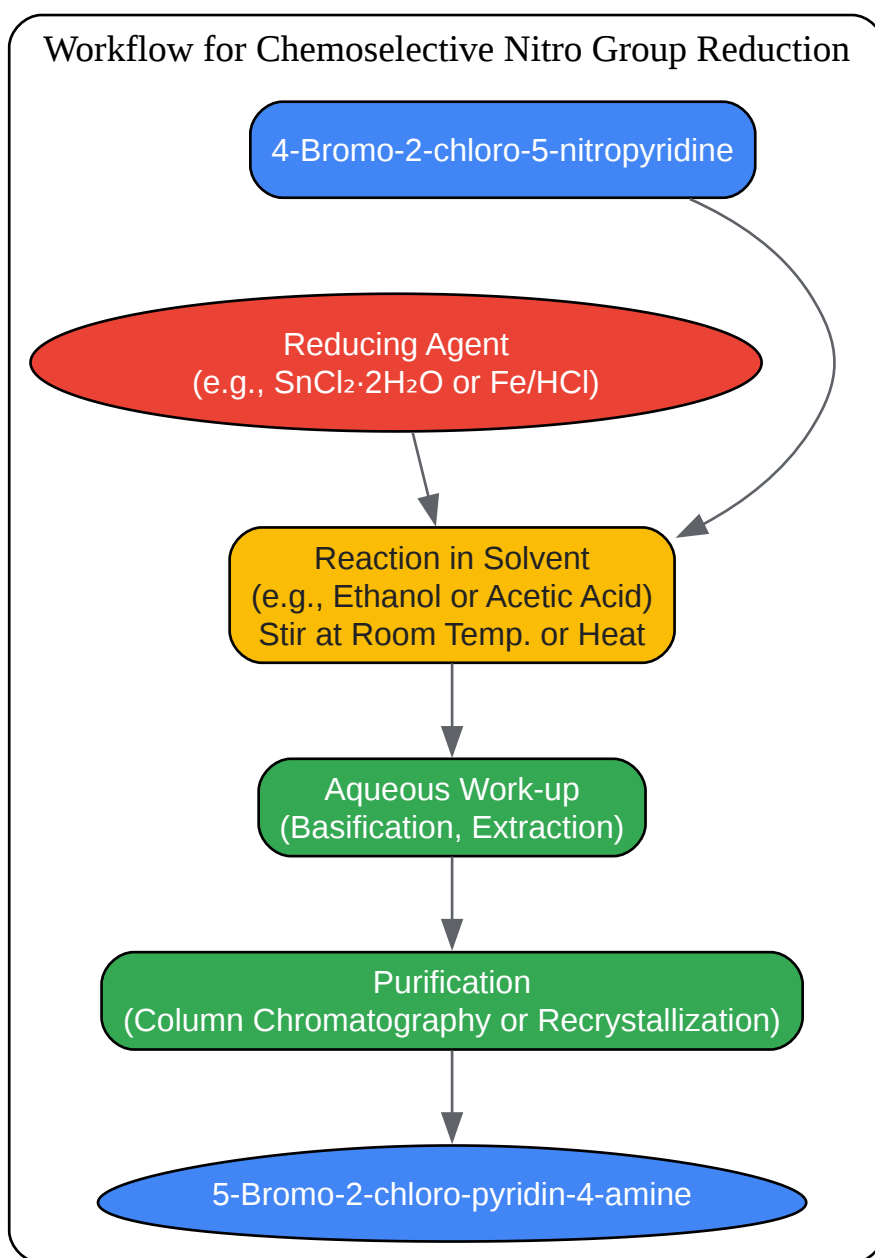 Workflow for Chemoselective Nitro Group Reduction
4-Bromo-2-chloro-5-nitropyridine
Reducing Agent
(e.g., SnCl₂·2H₂O or Fe/HCl)
Reaction in Solvent
(e.g., Ethanol or Acetic Acid)
Stir at Room Temp. or Heat
Aqueous Work-up
(Basification, Extraction)
Purification
(Column Chromatography or Recrystallization)
5-Bromo-2-chloro-pyridin-4-amine